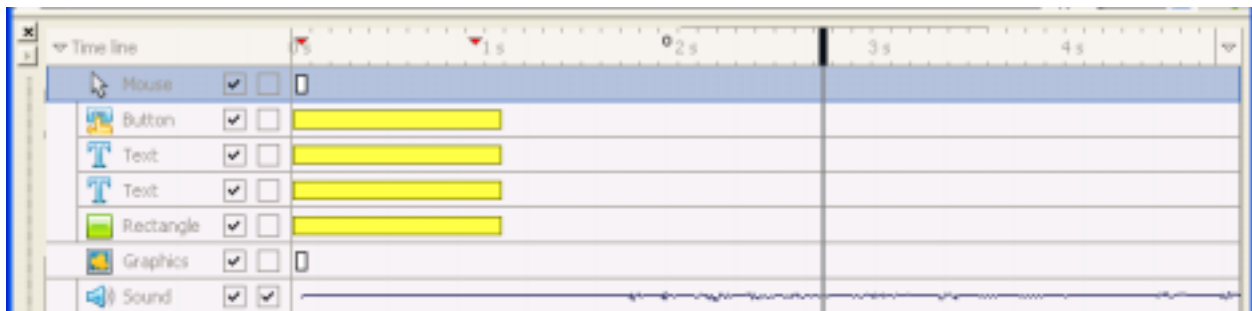 Time line 0 s 1 s 2 s 3 s 4 s
Mouse
Button
Text
Text
Rectangle
Graphics
Sound